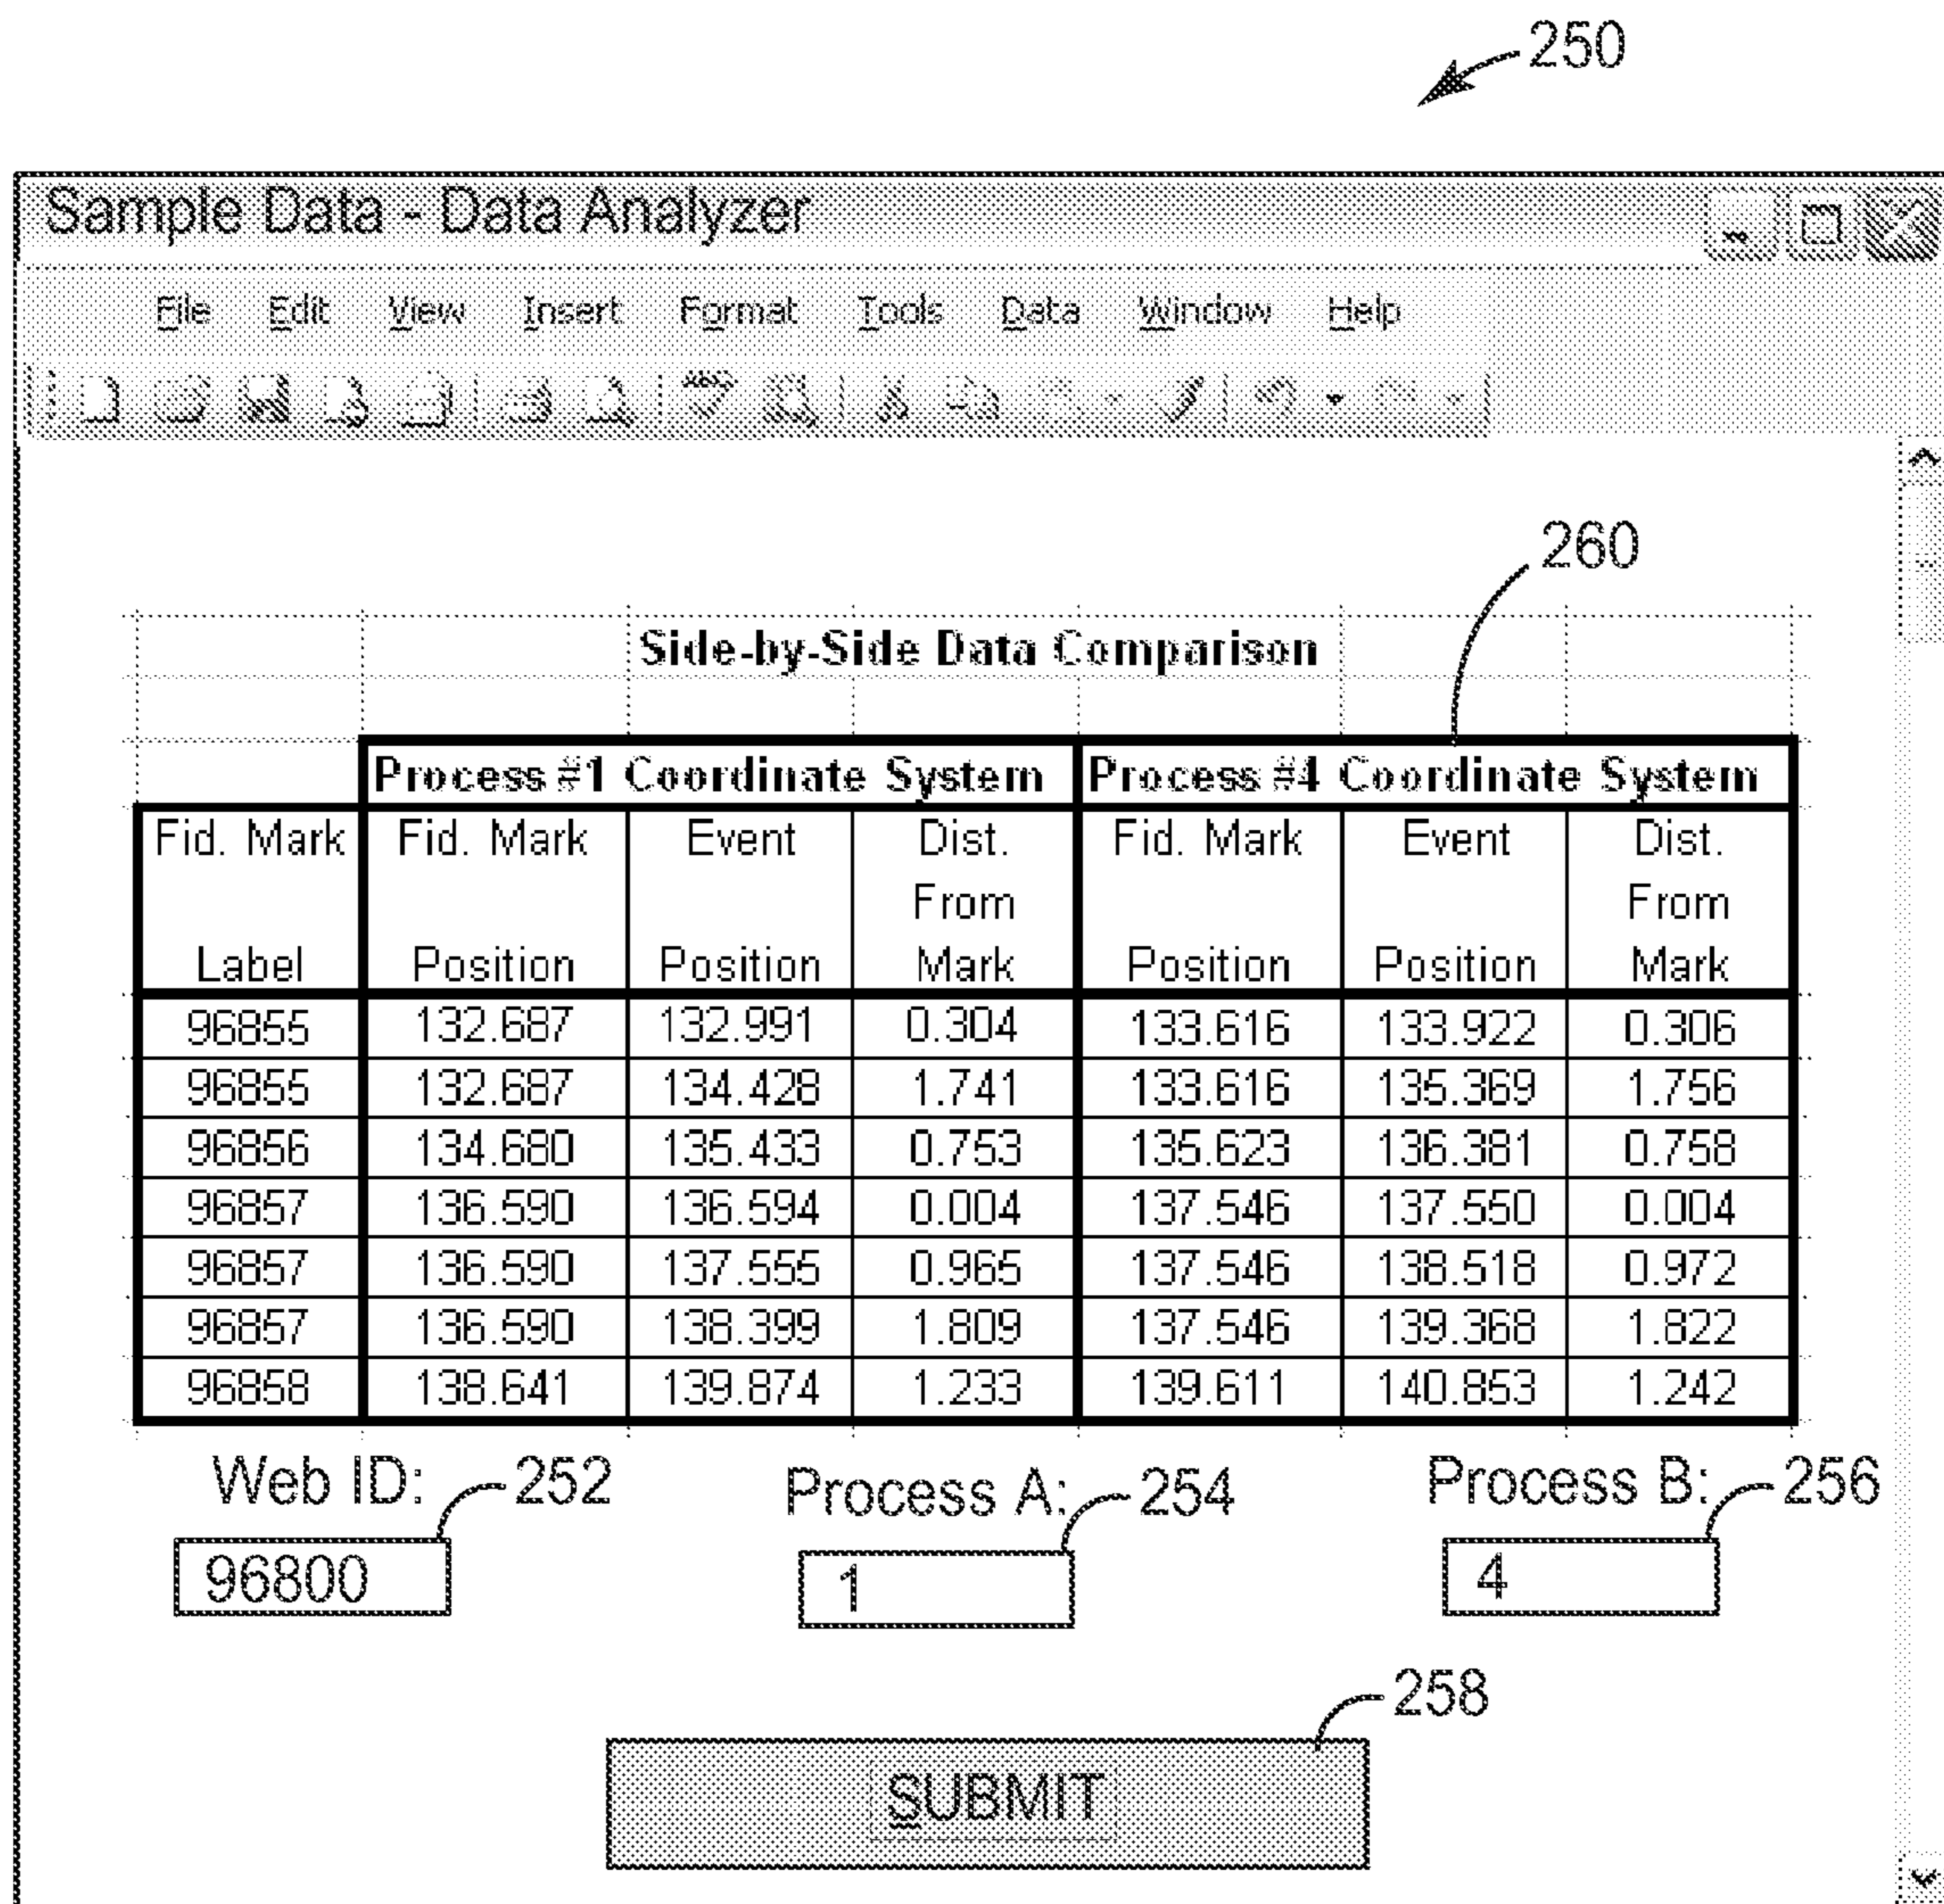 250
Sample Data - Data Analyzer
File Edit View Insert Format Tools Data Window Help
260
Side-by-Side Data Comparison
Process #1 Coordinate System Process #4 Coordinate System
Fid. Mark Label Fid. Mark Position Event Position Dist. From Mark Fid. Mark Position Event Position Dist. From Mark
96855 132.687 132.991 0.304 133.616 133.922 0.306
96855 132.687 134.428 1.741 133.616 135.369 1.756
96856 134.680 135.433 0.753 135.623 136.381 0.758
96857 136.590 136.594 0.004 137.546 137.550 0.004
96857 136.590 137.555 0.965 137.546 138.518 0.972
96857 136.590 138.399 1.809 137.546 139.368 1.822
96858 138.641 139.874 1.233 139.611 140.853 1.242
Web ID: 252 Process A: 254 Process B: 256
96800 1 4
258
SUBMIT